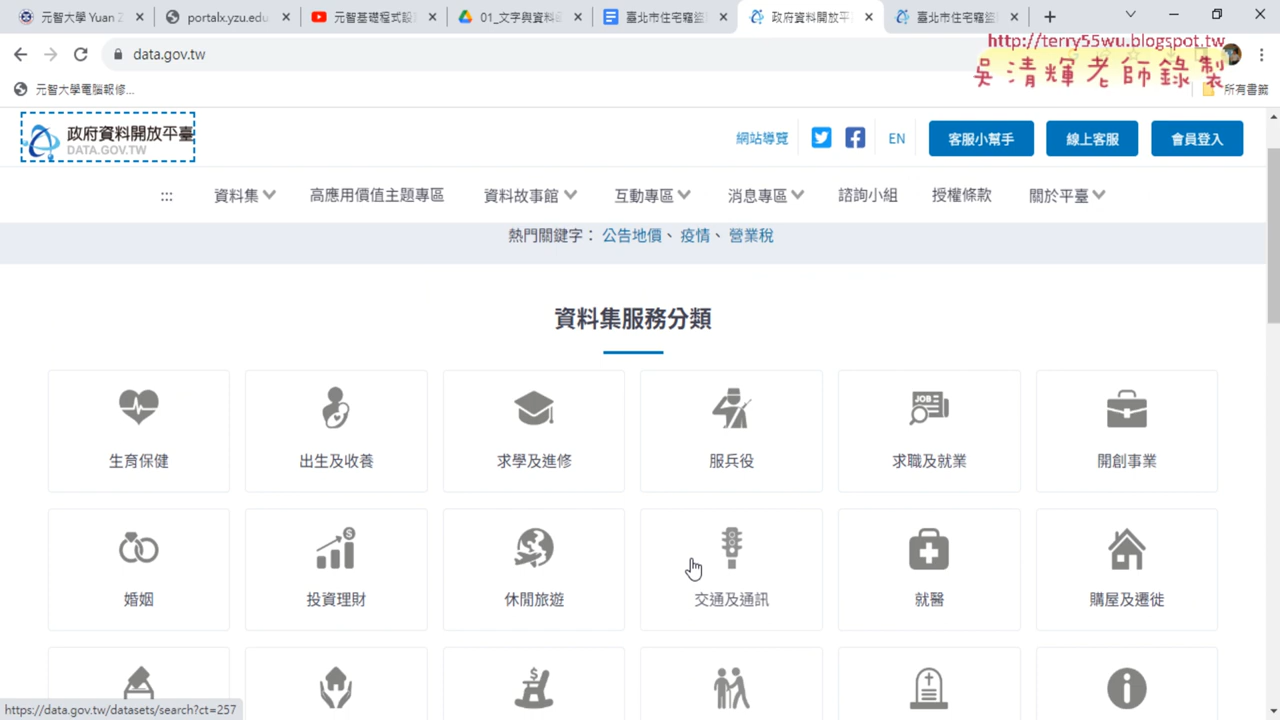 元智大學 Yuan Z
portalx.yzu.edu
元智基礎程式設
01_文字與資料
臺北市住宅竊盜
政府資料開放平
臺北市住宅竊盜
http://terry55wu.blogspot.tw
data.gov.tw
吳清輝老師錄製
元智大學電腦報修...
所有書籤
政府資料開放平臺
DATA.GOV.TW
網站導覽
EN
客服小幫手
線上客服
會員登入
:::
資料集
高應用價值主題專區
資料故事館
互動專區
消息專區
諮詢小組
授權條款
關於平臺
熱門關鍵字： 公告地價、 疫情、 營業稅
資料集服務分類
JOB
生育保健
出生及收養
求學及進修
服兵役
求職及就業
開創事業
婚姻
投資理財
休閒旅遊
交通及通訊
就醫
購屋及遷徙
https://data.gov.tw/datasets/search?ct=257